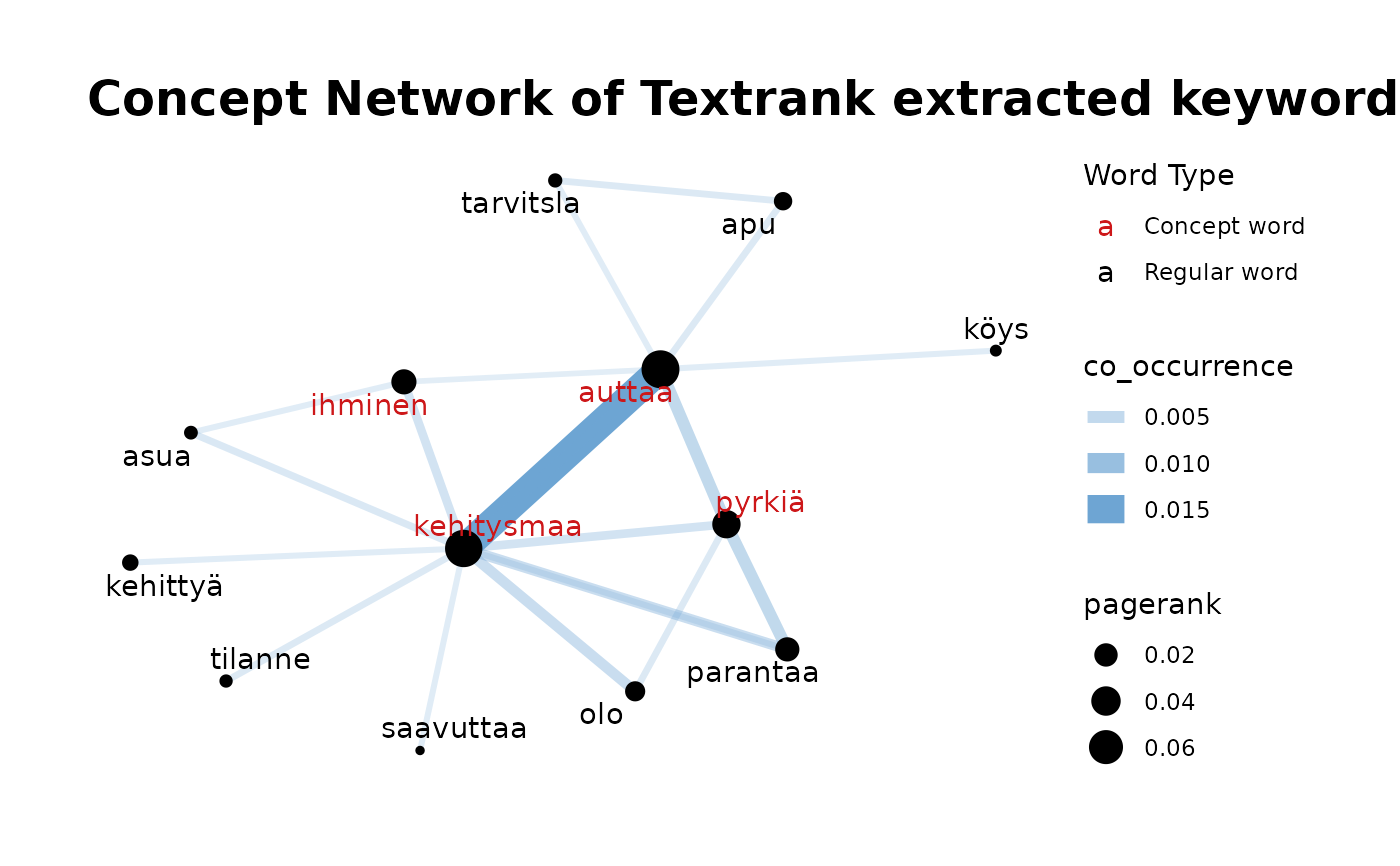 Concept Network of Textrank extracted keyword
Word Type
a Concept word
a Regular word
co_occurrence
0.005
0.010
0.015
pagerank
0.02
0.04
0.06
tarvitsla
apu
köys
auttaa
ihminen
asua
pyrkiä
kehitysmaa
kehittyä
tilanne
parantaa
olo
saavuttaa